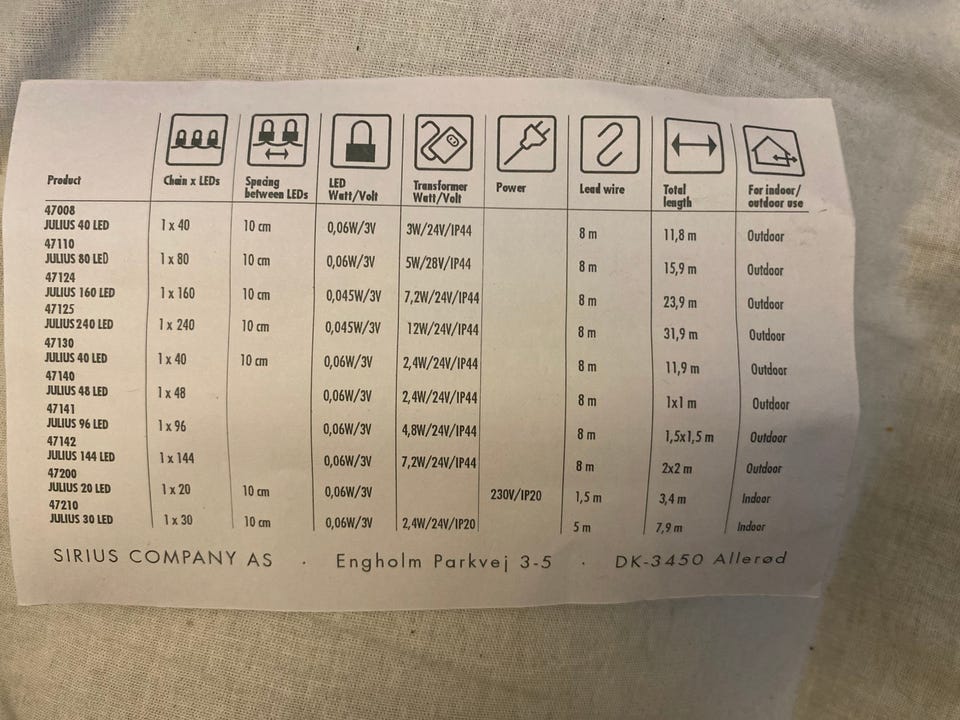 Product Chain x LEDs Spacing between LEDs LED Watt/Volt Transformer Watt/Volt Power Lead wire Total length For indoor/ outdoor use
47008
JULIUS 40 LED 1 x 40 10 cm 0,06W/3V 3W/24V/IP44 8 m 11,8 m Outdoor
47110
JULIUS 80 LED 1 x 80 10 cm 0,06W/3V 5W/28V/IP44 8 m 15,9 m Outdoor
47124
JULIUS 160 LED 1 x 160 10 cm 0,045W/3V 7,2W/24V/IP44 8 m 23,9 m Outdoor
47125
JULIUS 240 LED 1 x 240 10 cm 0,045W/3V 12W/24V/IP44 8 m 31,9 m Outdoor
47130
JULIUS 40 LED 1 x 40 10 cm 0,06W/3V 2,4W/24V/IP44 8 m 11,9 m Outdoor
47140
JULIUS 48 LED 1 x 48 0,06W/3V 2,4W/24V/IP44 8 m 1x1 m Outdoor
47141
JULIUS 96 LED 1 x 96 0,06W/3V 4,8W/24V/IP44 8 m 1,5x1,5 m Outdoor
47142
JULIUS 144 LED 1 x 144 0,06W/3V 7,2W/24V/IP44 8 m 2x2 m Outdoor
47200
JULIUS 20 LED 1 x 20 10 cm 0,06W/3V 230V/IP20 1,5 m 3,4 m Indoor
47210
JULIUS 30 LED 1 x 30 10 cm 0,06W/3V 2,4W/24V/IP20 5 m 7,9 m Indoor
SIRIUS COMPANY AS · Engholm Parkvej 3-5 · DK-3450 Allerød